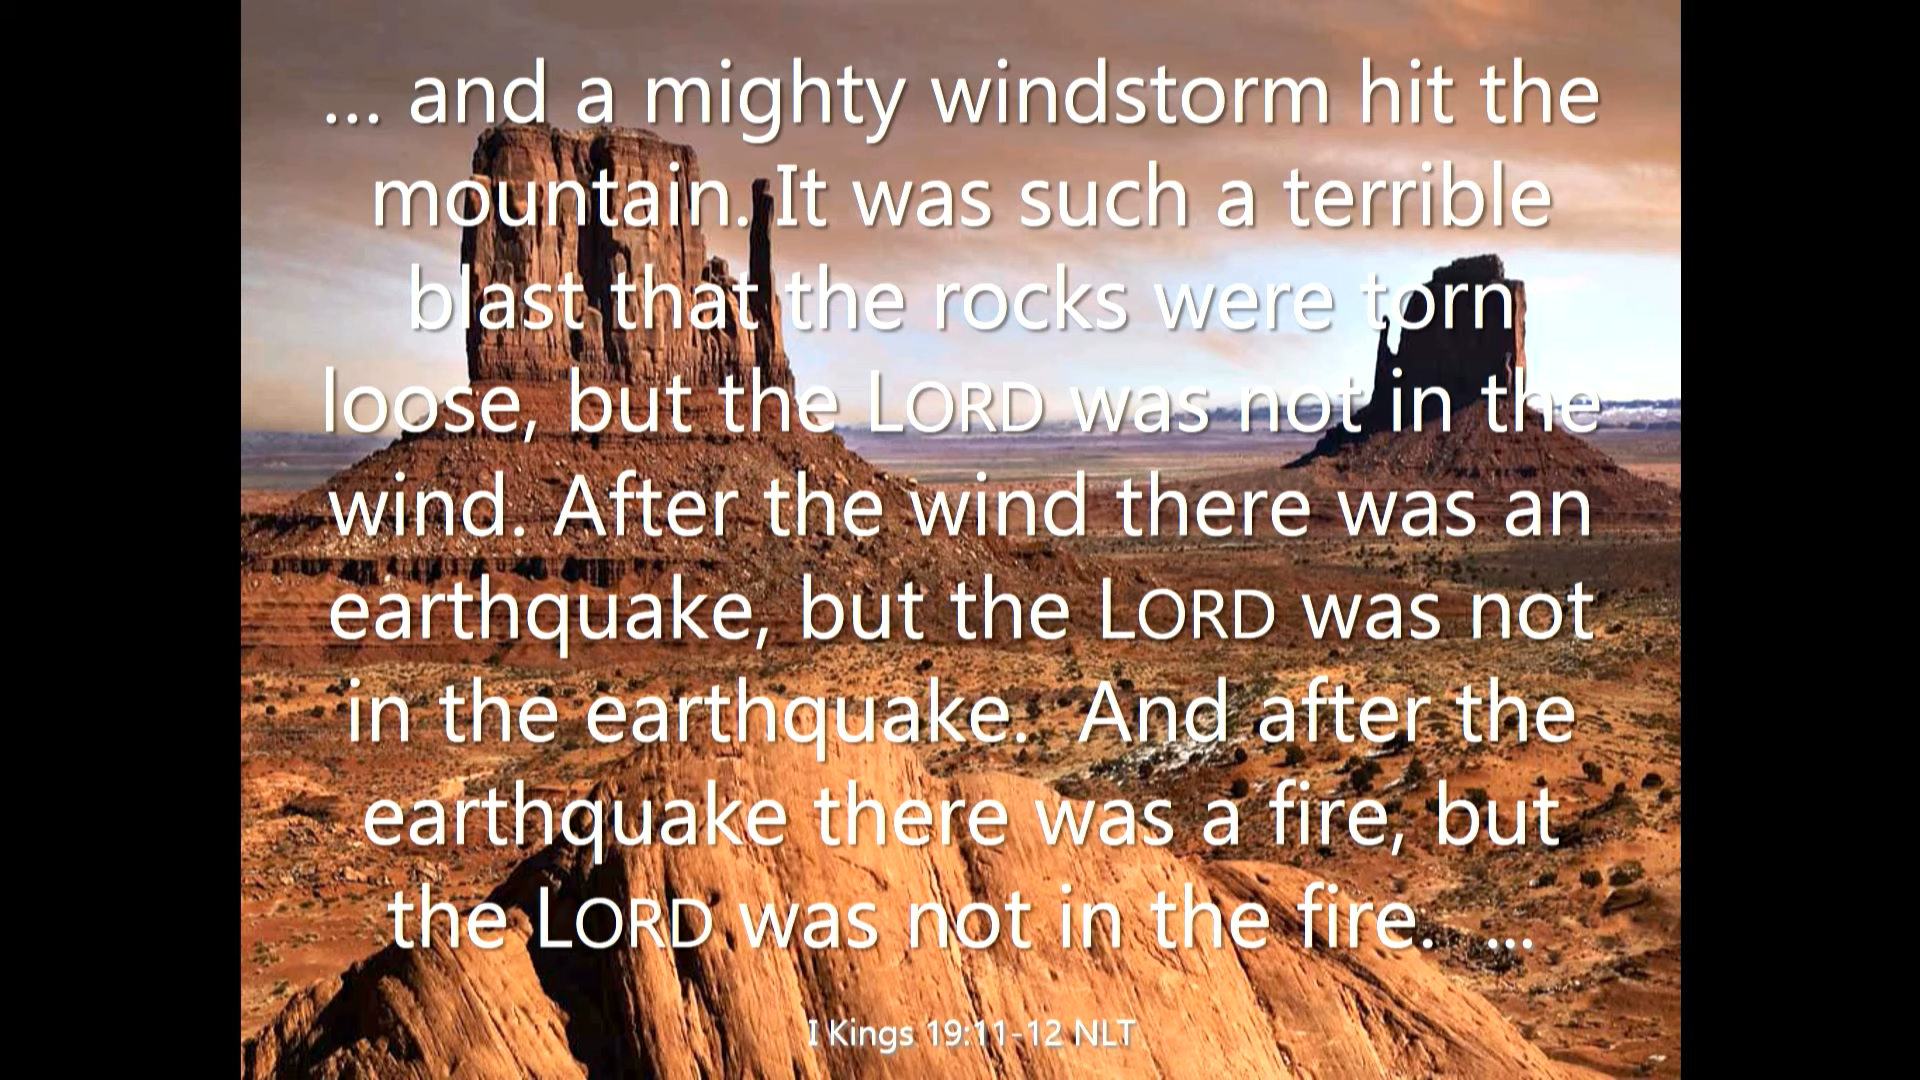 ... and a mighty windstorm hit the
mountain. It was such a terrible
blast that the rocks were torn
loose, but the LORD was not in the
wind. After the wind there was an
earthquake, but the LORD was not
in the earthquake.  And after the
earthquake there was a fire, but
the LORD was not in the fire.  ...
I Kings 19:11-12 NLT